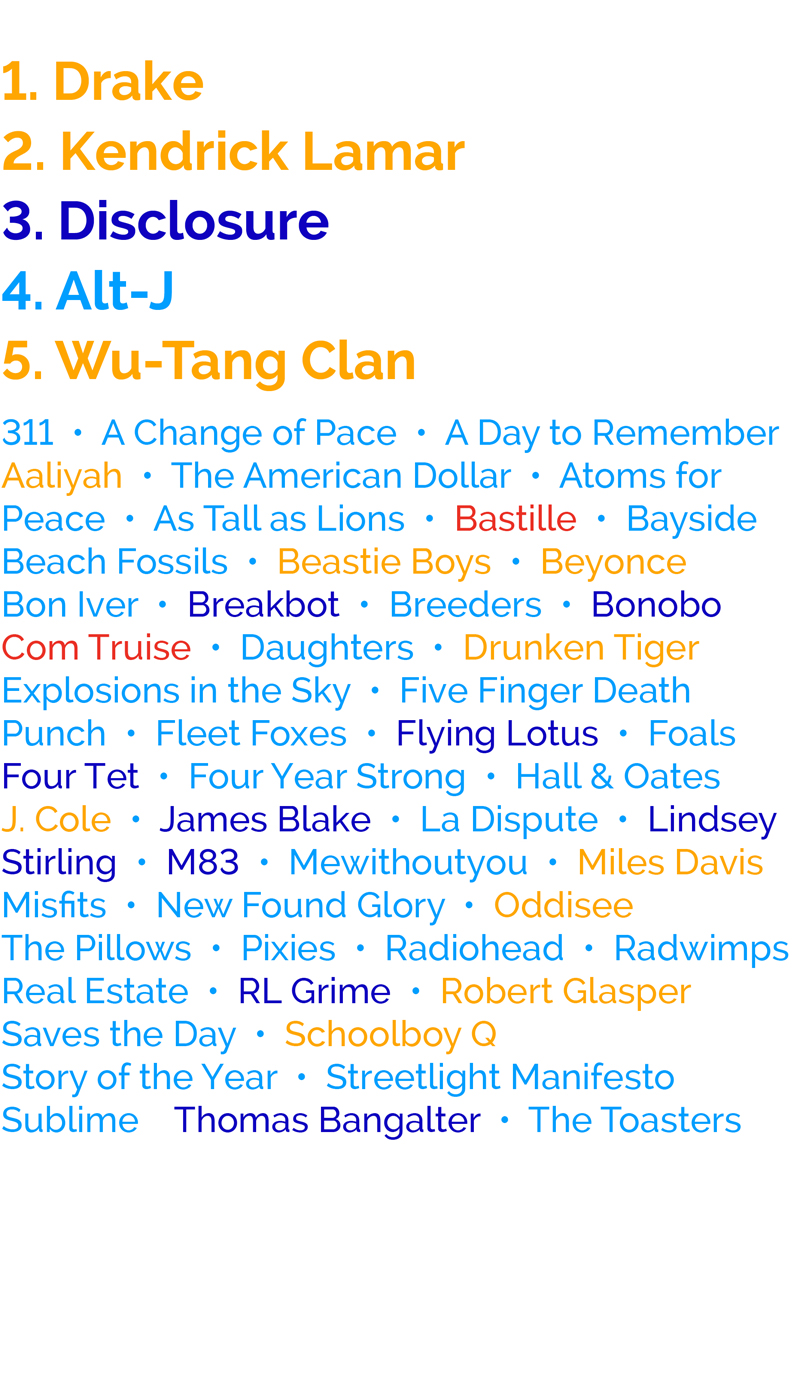 1. Drake
2. Kendrick Lamar
3. Disclosure
4. Alt-J
5. Wu-Tang Clan
311 • A Change of Pace • A Day to Remember
Aaliyah • The American Dollar • Atoms for
Peace • As Tall as Lions • Bastille • Bayside
Beach Fossils • Beastie Boys • Beyonce
Bon Iver • Breakbot • Breeders • Bonobo
Com Truise • Daughters • Drunken Tiger
Explosions in the Sky • Five Finger Death
Punch • Fleet Foxes • Flying Lotus • Foals
Four Tet • Four Year Strong • Hall & Oates
J. Cole • James Blake • La Dispute • Lindsey
Stirling • M83 • Mewithoutyou • Miles Davis
Misfits • New Found Glory • Oddisee
The Pillows • Pixies • Radiohead • Radwimps
Real Estate • RL Grime • Robert Glasper
Saves the Day • Schoolboy Q
Story of the Year • Streetlight Manifesto
Sublime Thomas Bangalter • The Toasters